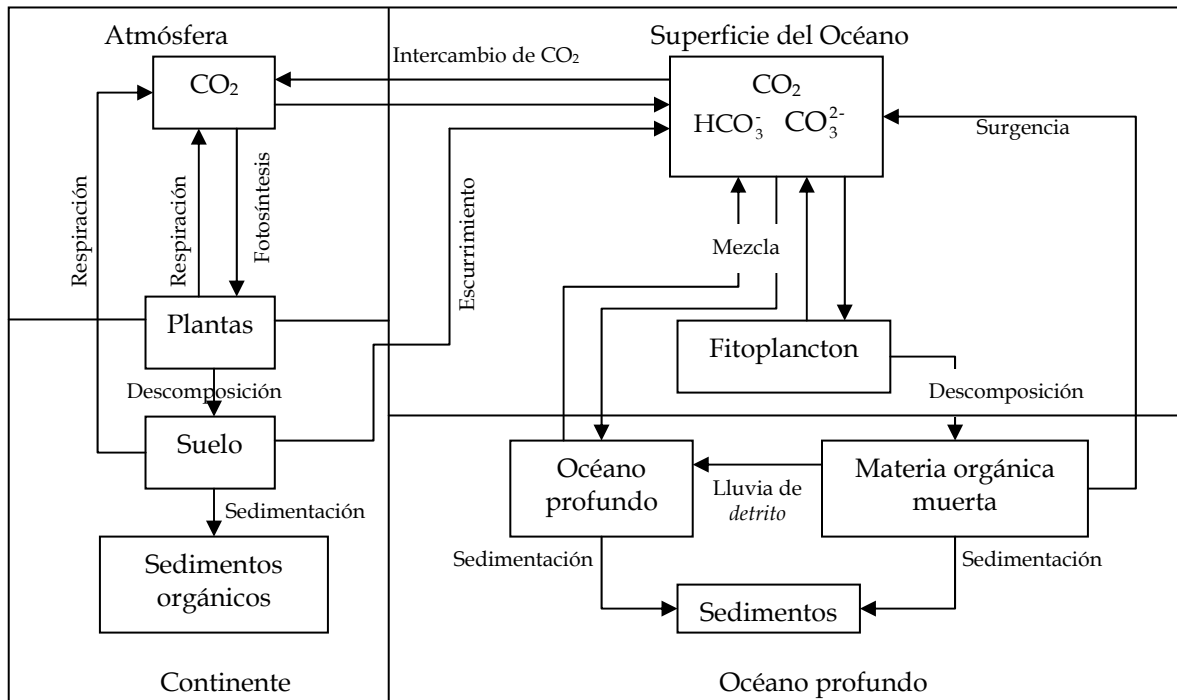 Atmósfera
CO₂
Respiración
Respiración
Fotosíntesis
Plantas
Descomposición
Suelo
Sedimentación
Sedimentos
orgánicos
Continente
Intercambio de CO₂
Escurrimiento
Superficie del Océano
CO₂
HCO₃⁻ CO₃²⁻
Surgencia
Mezcla
Fitoplancton
Descomposición
Océano
profundo
Lluvia de
detrito
Materia orgánica
muerta
Sedimentación
Sedimentación
Sedimentos
Océano profundo